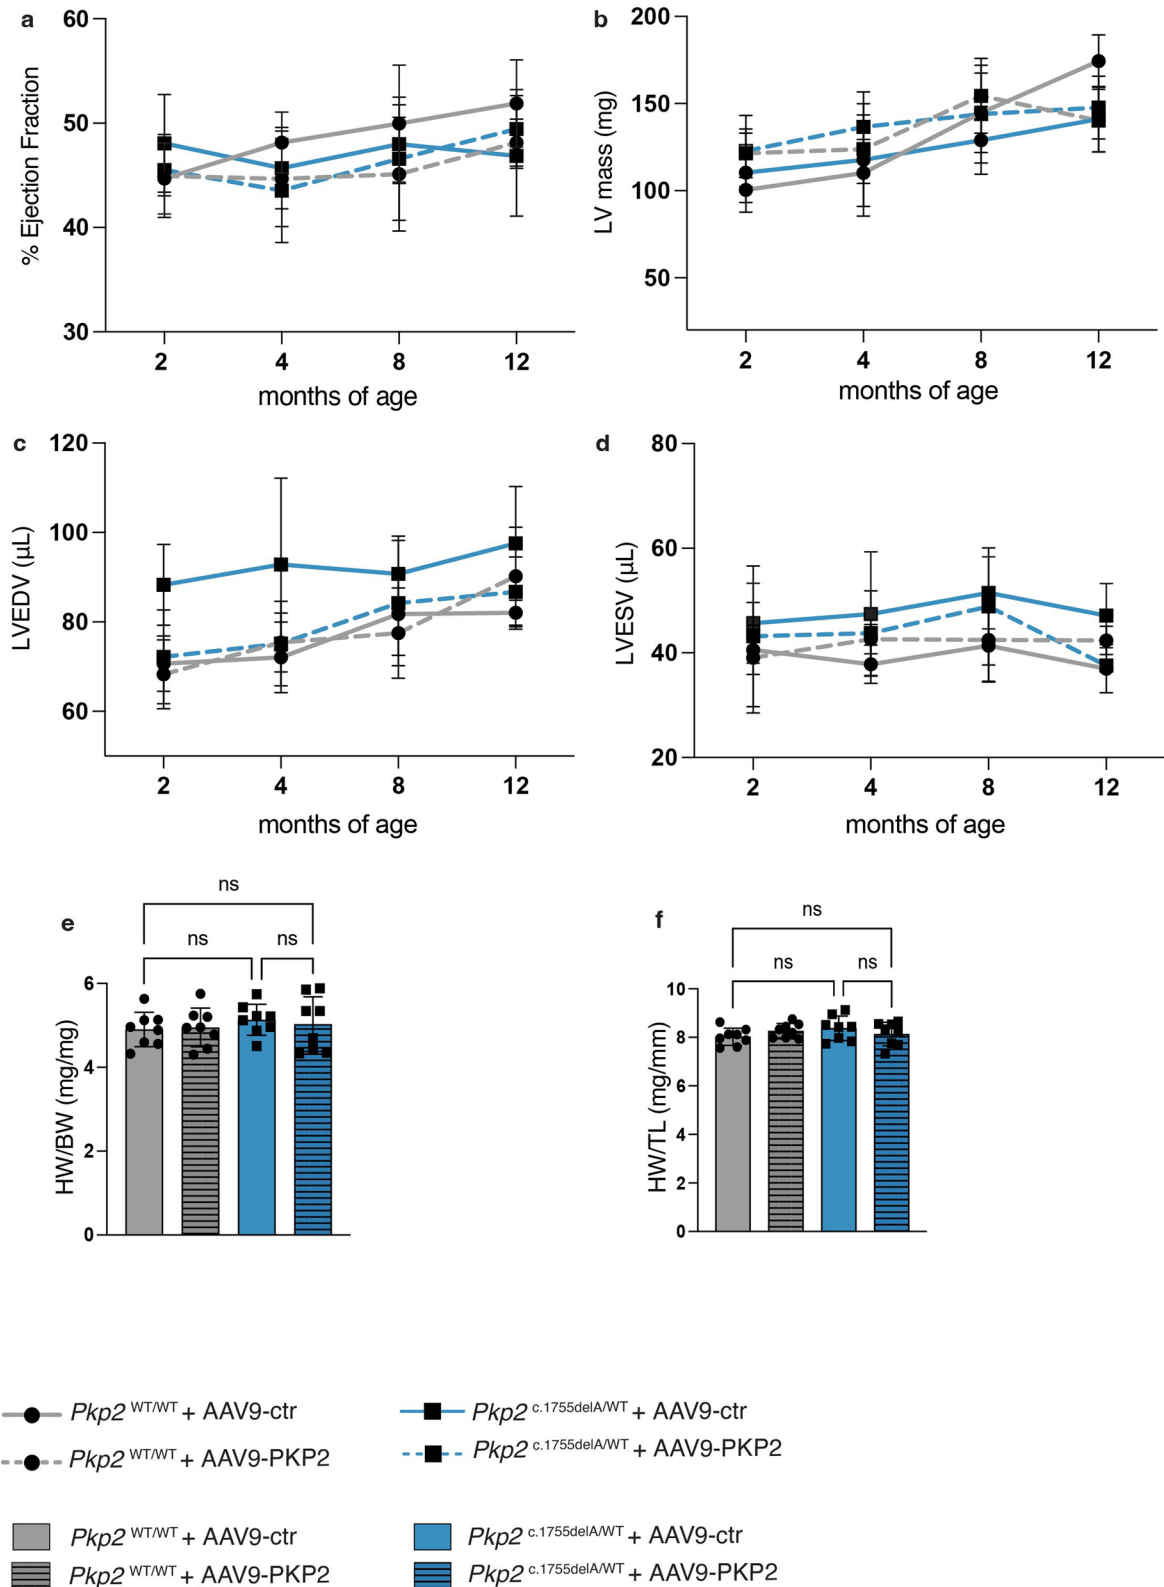 a
60
50
40
30
% Ejection Fraction
2 4 8 12
months of age
b
200
150
100
50
LV mass (mg)
2 4 8 12
months of age
c
120
100
80
60
LVEDV (µL)
2 4 8 12
months of age
d
80
60
40
20
LVESV (µL)
2 4 8 12
months of age
e
ns
ns ns
6
4
2
0
HW/BW (mg/mg)
f
ns
ns ns
10
8
6
4
2
0
HW/TL (mg/mm)
Pkp2 WT/WT + AAV9-ctr
Pkp2 c.1755delA/WT + AAV9-ctr
Pkp2 WT/WT + AAV9-PKP2
Pkp2 c.1755delA/WT + AAV9-PKP2
Pkp2 WT/WT + AAV9-ctr
Pkp2 c.1755delA/WT + AAV9-ctr
Pkp2 WT/WT + AAV9-PKP2
Pkp2 c.1755delA/WT + AAV9-PKP2